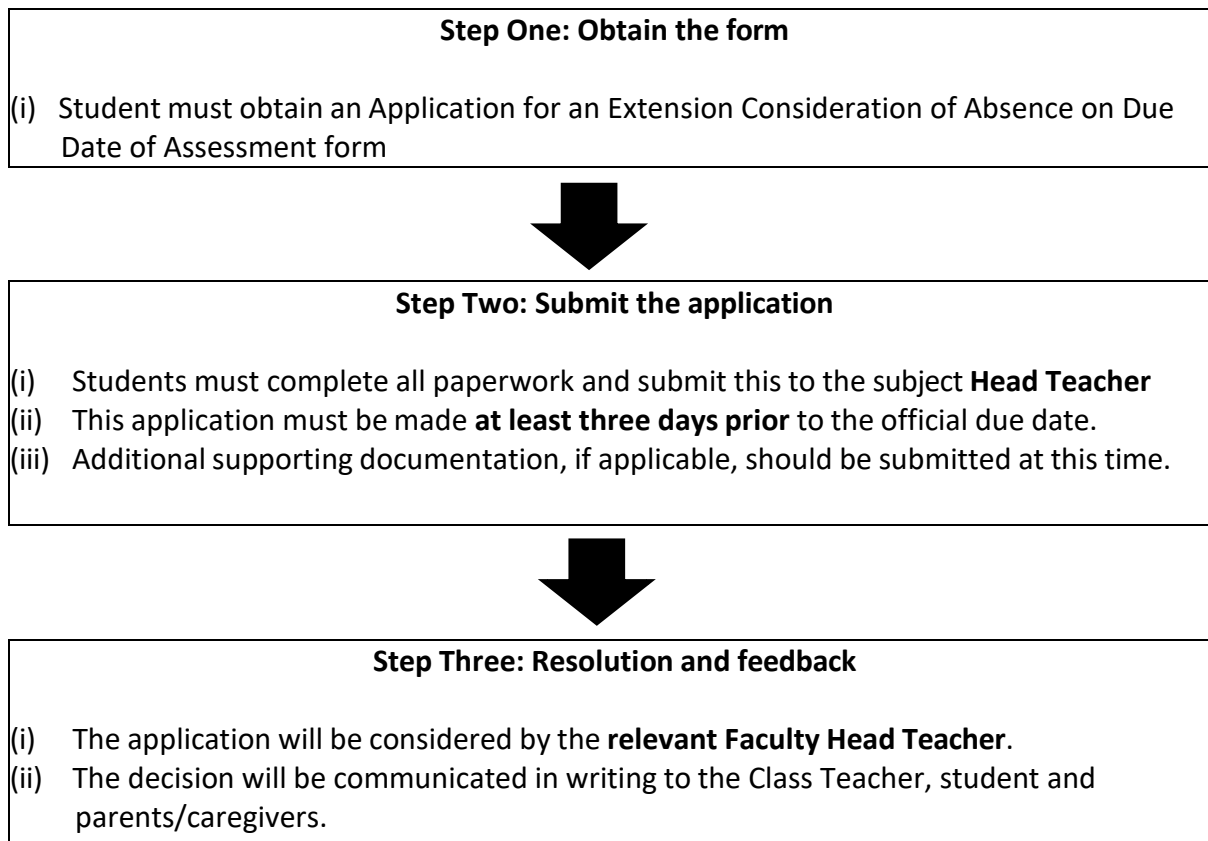 Step One: Obtain the form
(i) Student must obtain an Application for an Extension Consideration of Absence on Due
Date of Assessment form
Step Two: Submit the application
(i) Students must complete all paperwork and submit this to the subject Head Teacher
(ii) This application must be made at least three days prior to the official due date.
(iii) Additional supporting documentation, if applicable, should be submitted at this time.
Step Three: Resolution and feedback
(i) The application will be considered by the relevant Faculty Head Teacher.
(ii) The decision will be communicated in writing to the Class Teacher, student and
parents/caregivers.